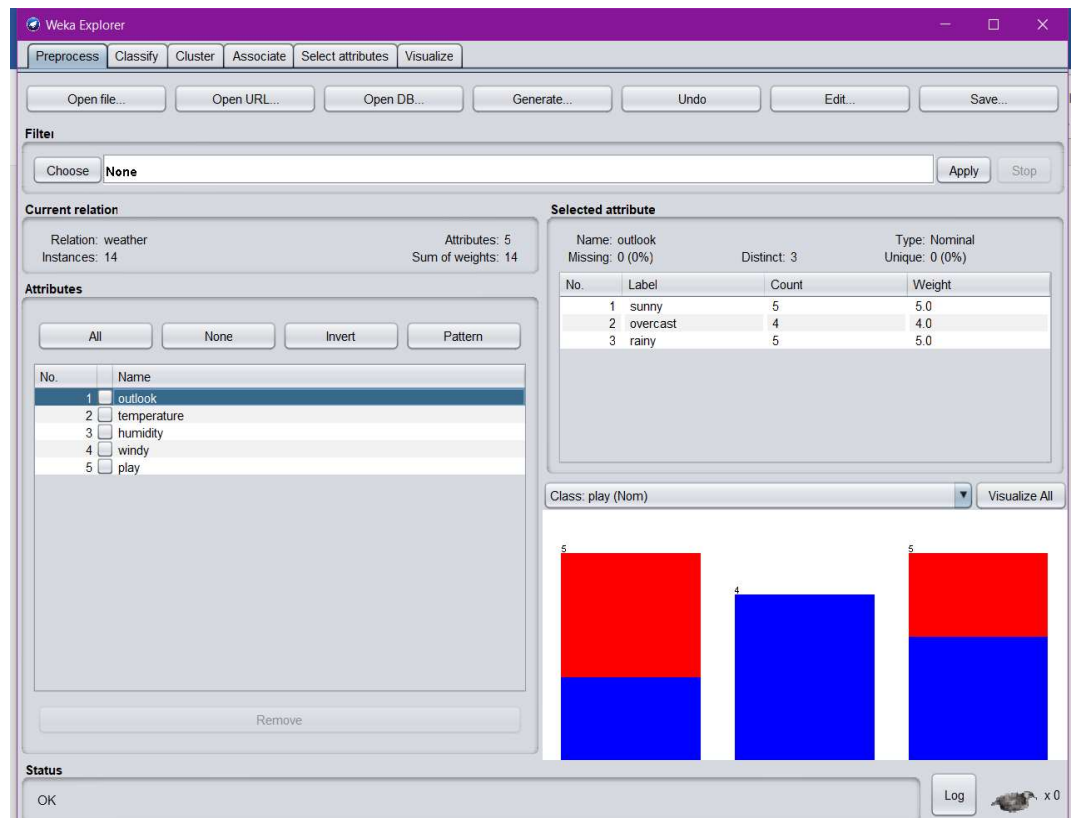 Weka Explorer
Preprocess Classify Cluster Associate Select attributes Visualize
Open file... Open URL... Open DB... Generate... Undo Edit... Save...
Filter
Choose None Apply Stop
Current relation
Relation: weather Attributes: 5
Instances: 14 Sum of weights: 14
Attributes
All None Invert Pattern
No. Name
1 outlook
2 temperature
3 humidity
4 windy
5 play
Remove
Selected attribute
Name: outlook Type: Nominal
Missing: 0 (0%) Distinct: 3 Unique: 0 (0%)
No. Label Count Weight
1 sunny 5 5.0
2 overcast 4 4.0
3 rainy 5 5.0
Class: play (Nom) Visualize All
5 4 5
Status
OK Log x 0